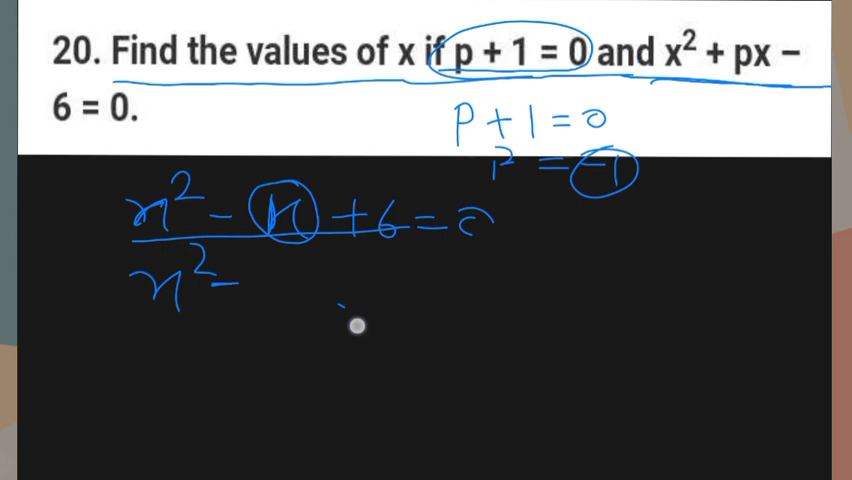 20. Find the values of x if p + 1 = 0 and x² + px –
6 = 0.
P + 1 = 0
P = -1
x² - x + 6 = 0
x² -